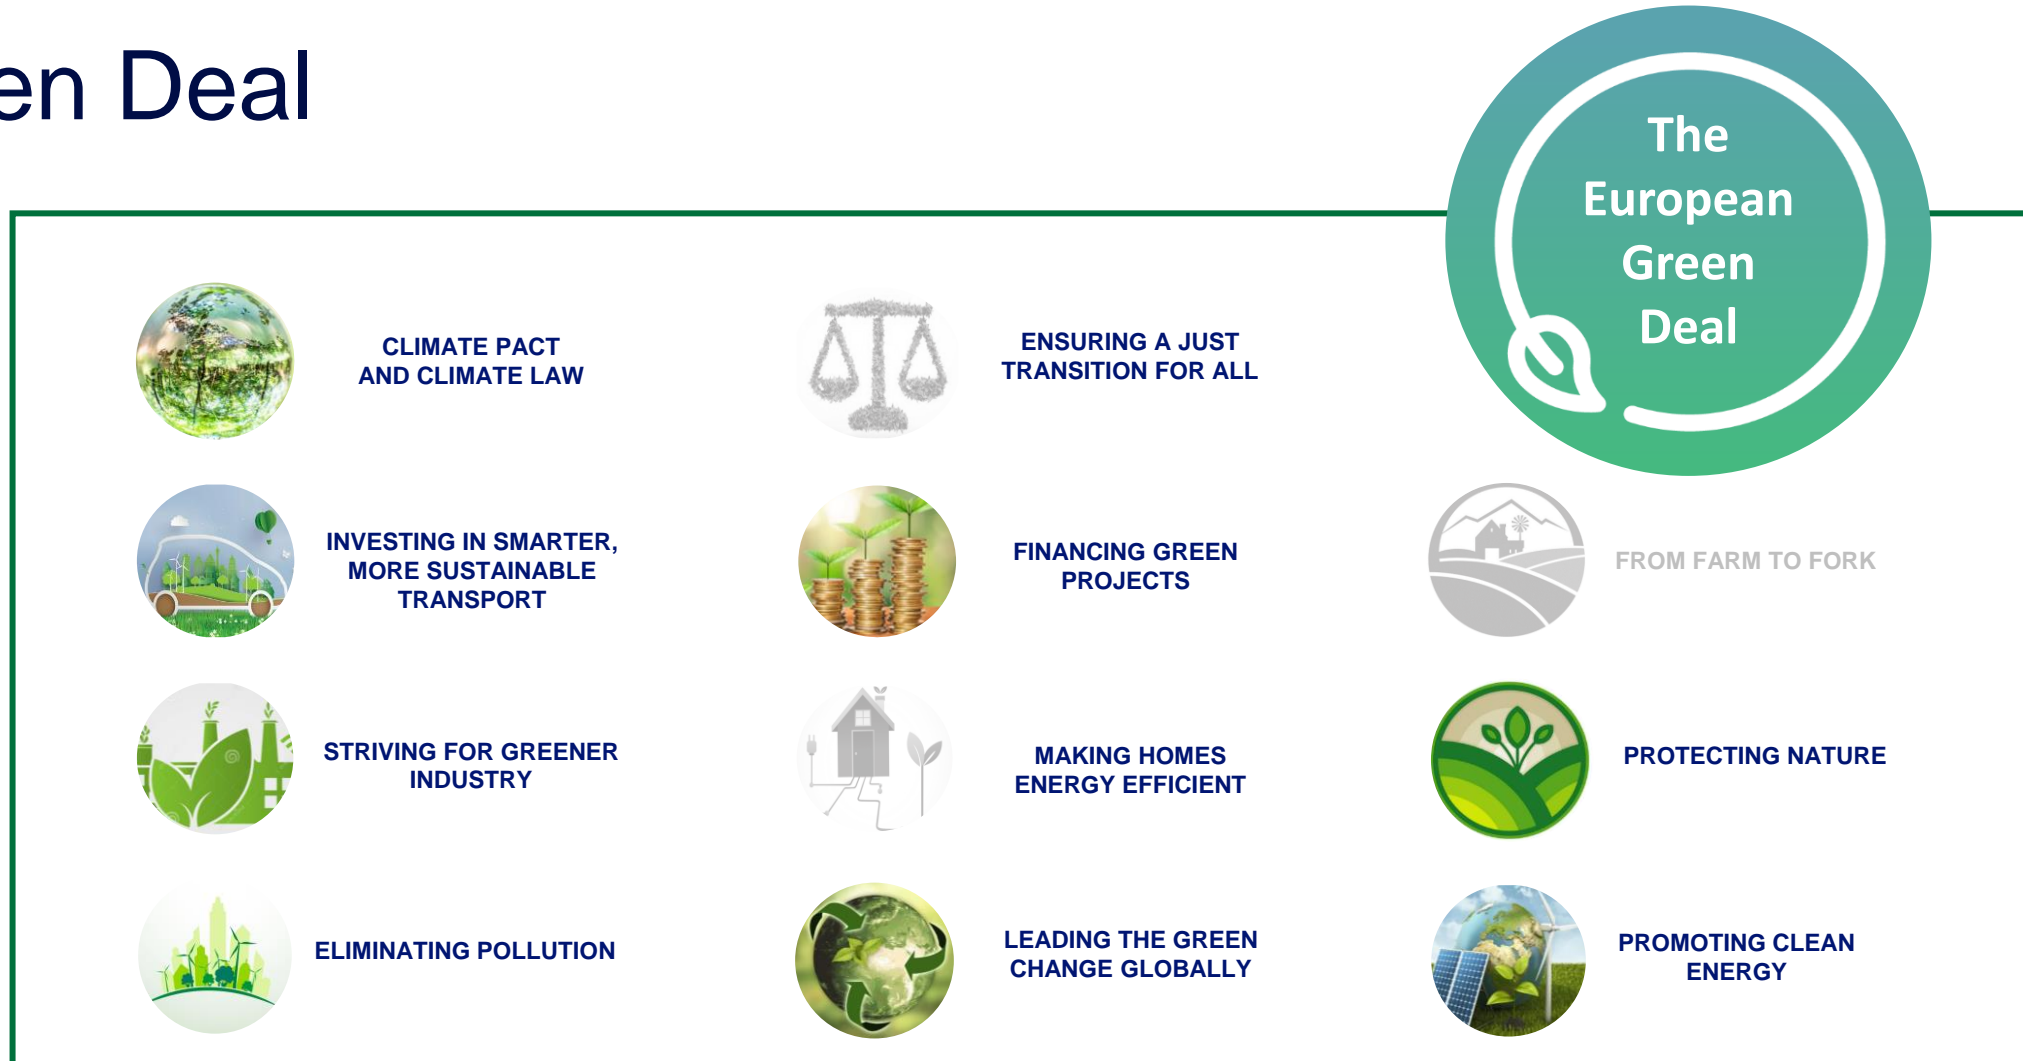 en Deal
The
European
Green
Deal
CLIMATE PACT
AND CLIMATE LAW
ENSURING A JUST
TRANSITION FOR ALL
INVESTING IN SMARTER,
MORE SUSTAINABLE
TRANSPORT
FINANCING GREEN
PROJECTS
FROM FARM TO FORK
STRIVING FOR GREENER
INDUSTRY
MAKING HOMES
ENERGY EFFICIENT
PROTECTING NATURE
ELIMINATING POLLUTION
LEADING THE GREEN
CHANGE GLOBALLY
PROMOTING CLEAN
ENERGY